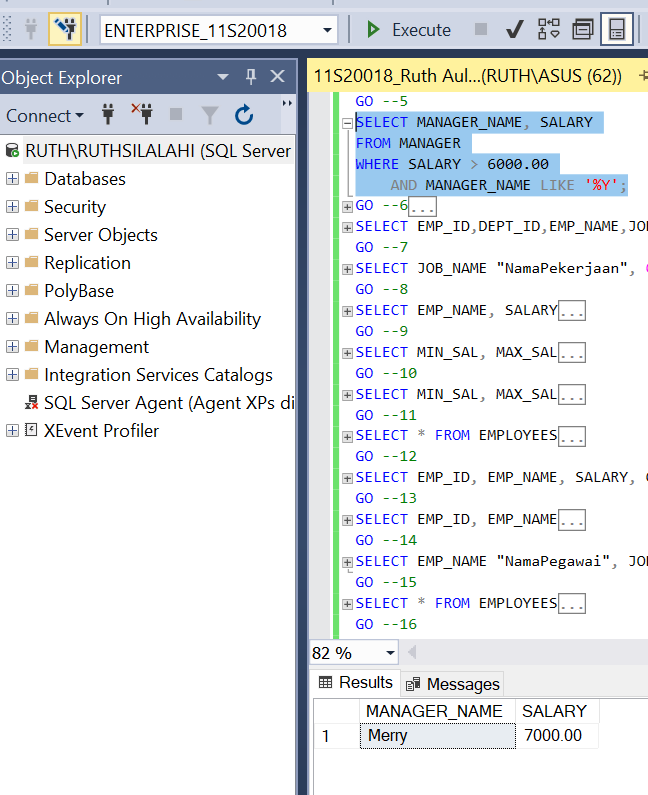 ENTERPRISE_11S20018
Execute
Object Explorer
Connect
RUTH\RUTHSILALAHI (SQL Server
Databases
Security
Server Objects
Replication
PolyBase
Always On High Availability
Management
Integration Services Catalogs
SQL Server Agent (Agent XPs di
XEvent Profiler
11S20018_Ruth Aul...(RUTH\ASUS (62))
GO --5
SELECT MANAGER_NAME, SALARY
FROM MANAGER
WHERE SALARY > 6000.00
AND MANAGER_NAME LIKE '%Y';
GO --6...
SELECT EMP_ID,DEPT_ID,EMP_NAME,JO
GO --7
SELECT JOB_NAME "NamaPekerjaan",
GO --8
SELECT EMP_NAME, SALARY...
GO --9
SELECT MIN_SAL, MAX_SAL...
GO --10
SELECT MIN_SAL, MAX_SAL...
GO --11
SELECT * FROM EMPLOYEES...
GO --12
SELECT EMP_ID, EMP_NAME, SALARY,
GO --13
SELECT EMP_ID, EMP_NAME...
GO --14
SELECT EMP_NAME "NamaPegawai", JO
GO --15
SELECT * FROM EMPLOYEES...
GO --16
82 %
Results Messages
MANAGER_NAME SALARY
1 Merry 7000.00